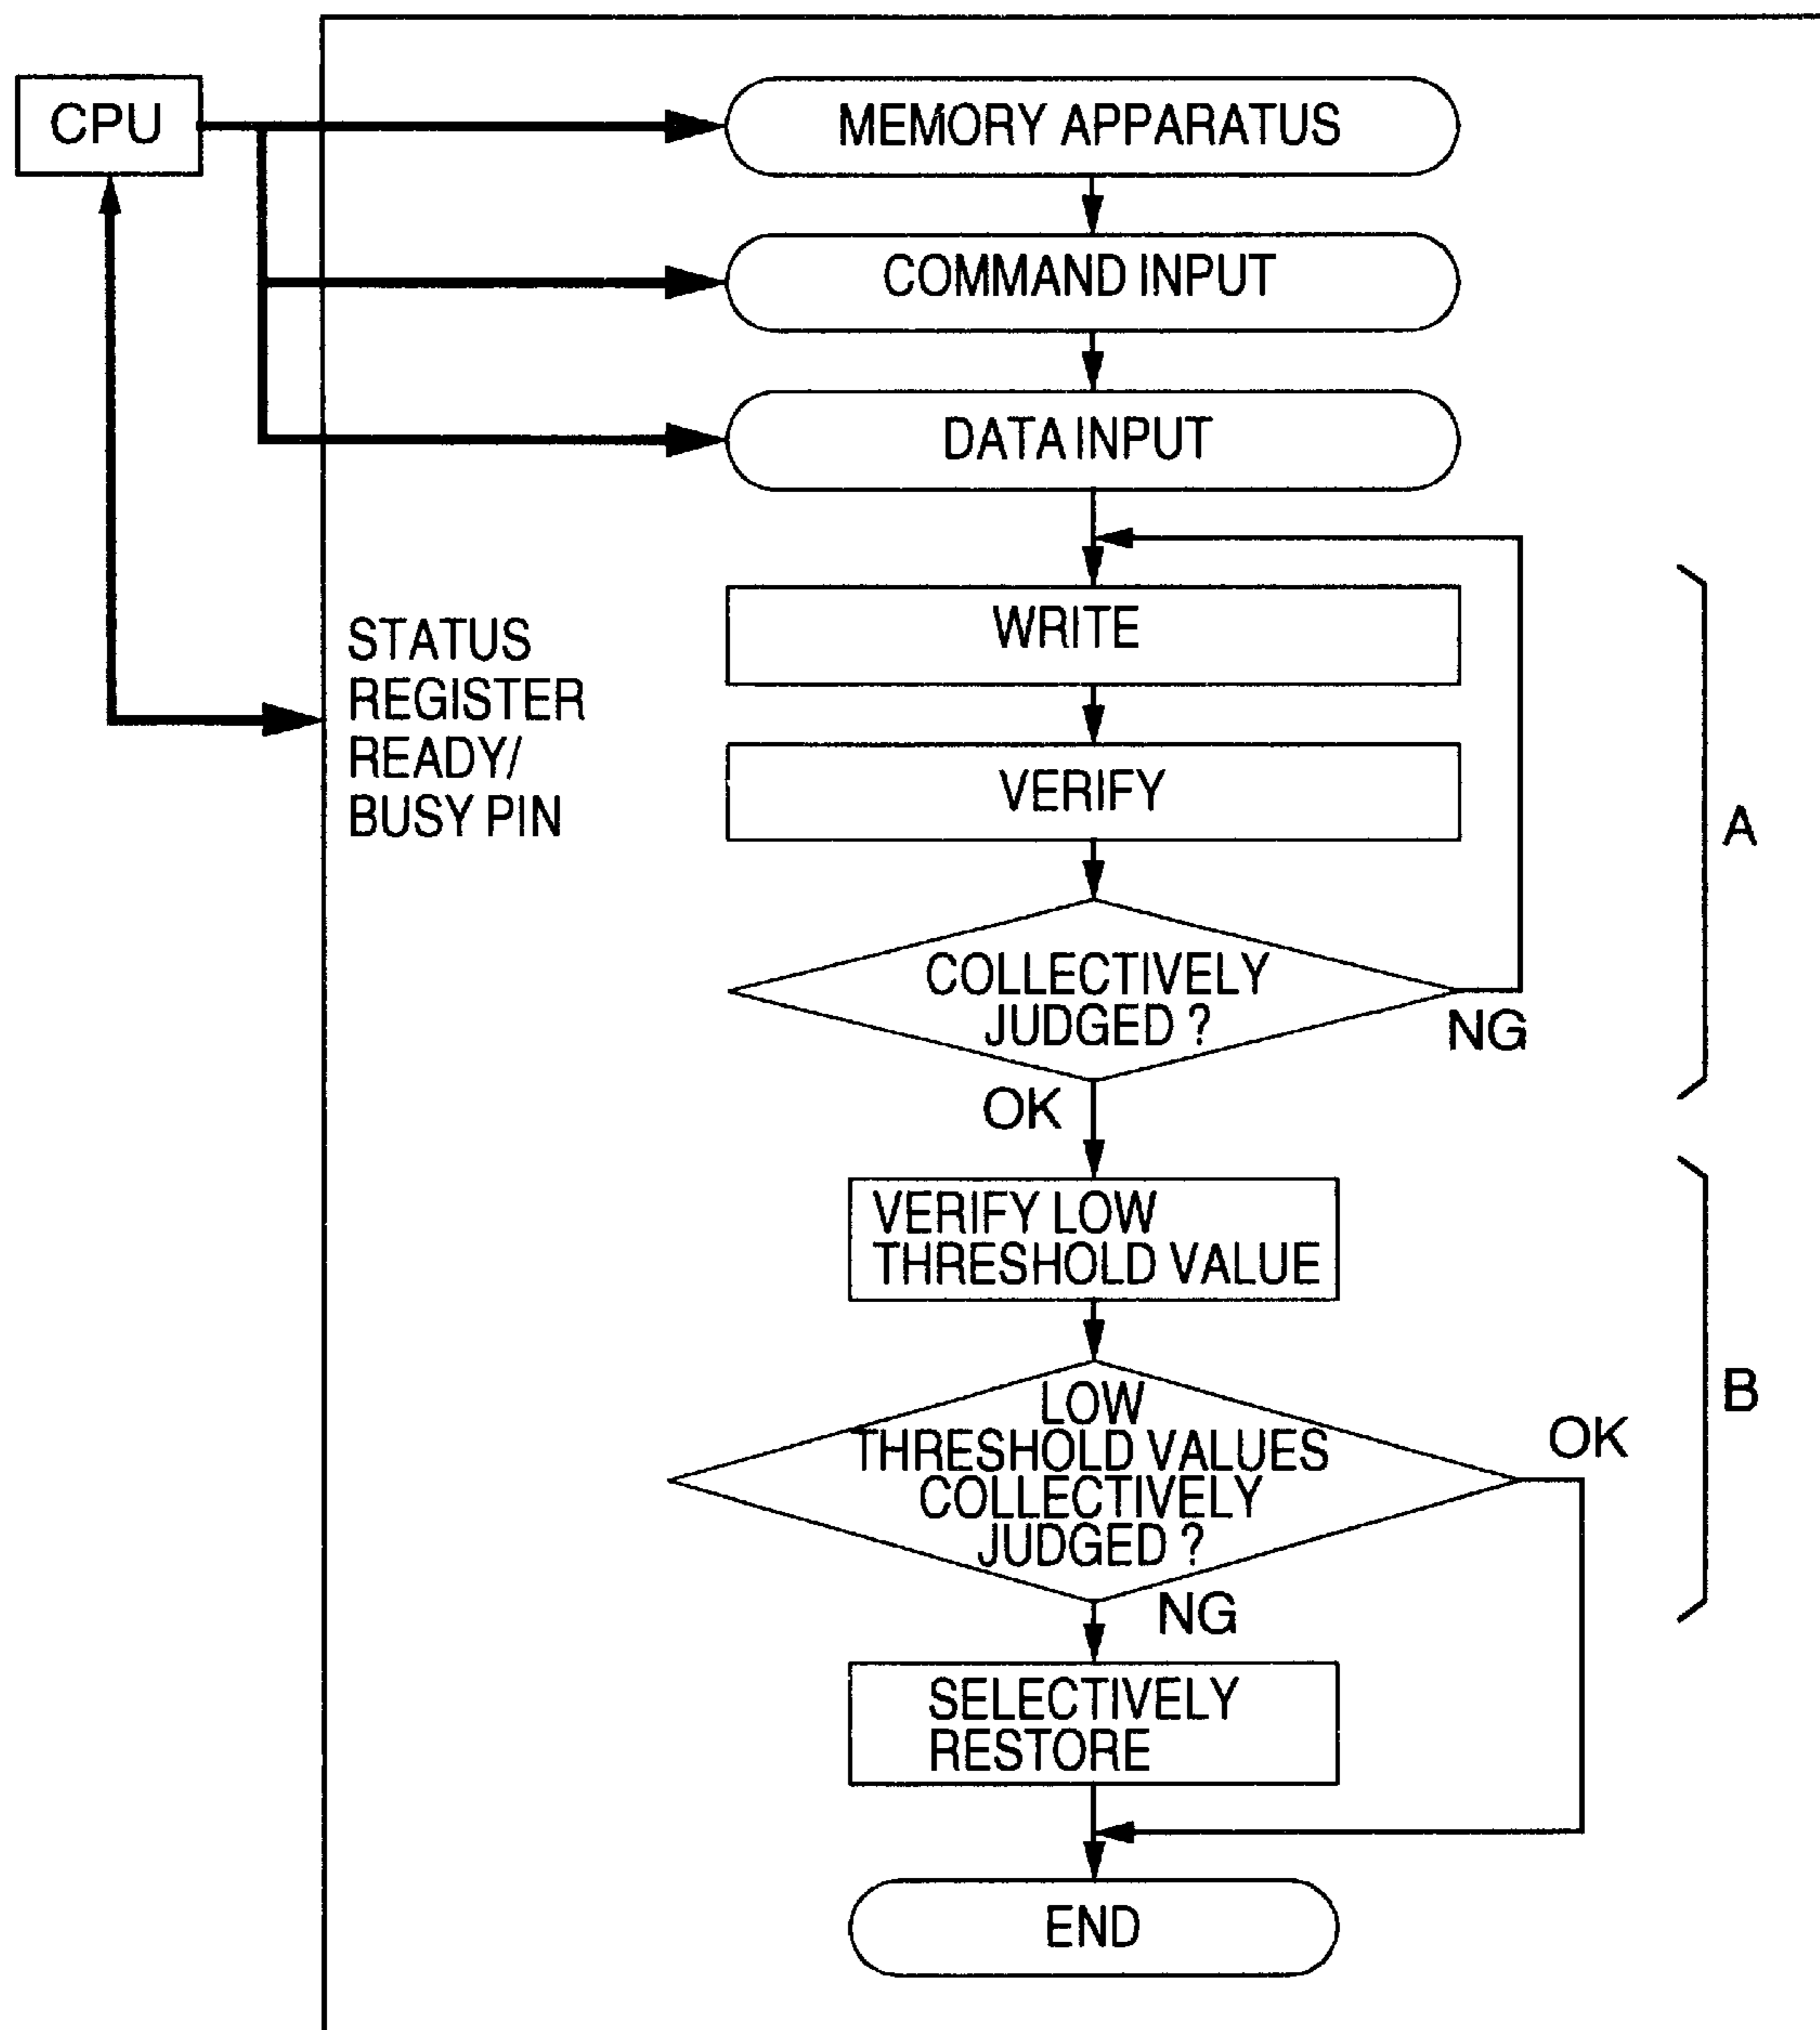 CPU
MEMORY APPARATUS
COMMAND INPUT
DATA INPUT
WRITE
STATUS
REGISTER
READY/
BUSY PIN
VERIFY
A
COLLECTIVELY
JUDGED ?
NG
OK
VERIFY LOW
THRESHOLD VALUE
B
LOW
THRESHOLD VALUES
COLLECTIVELY
JUDGED ?
OK
NG
SELECTIVELY
RESTORE
END